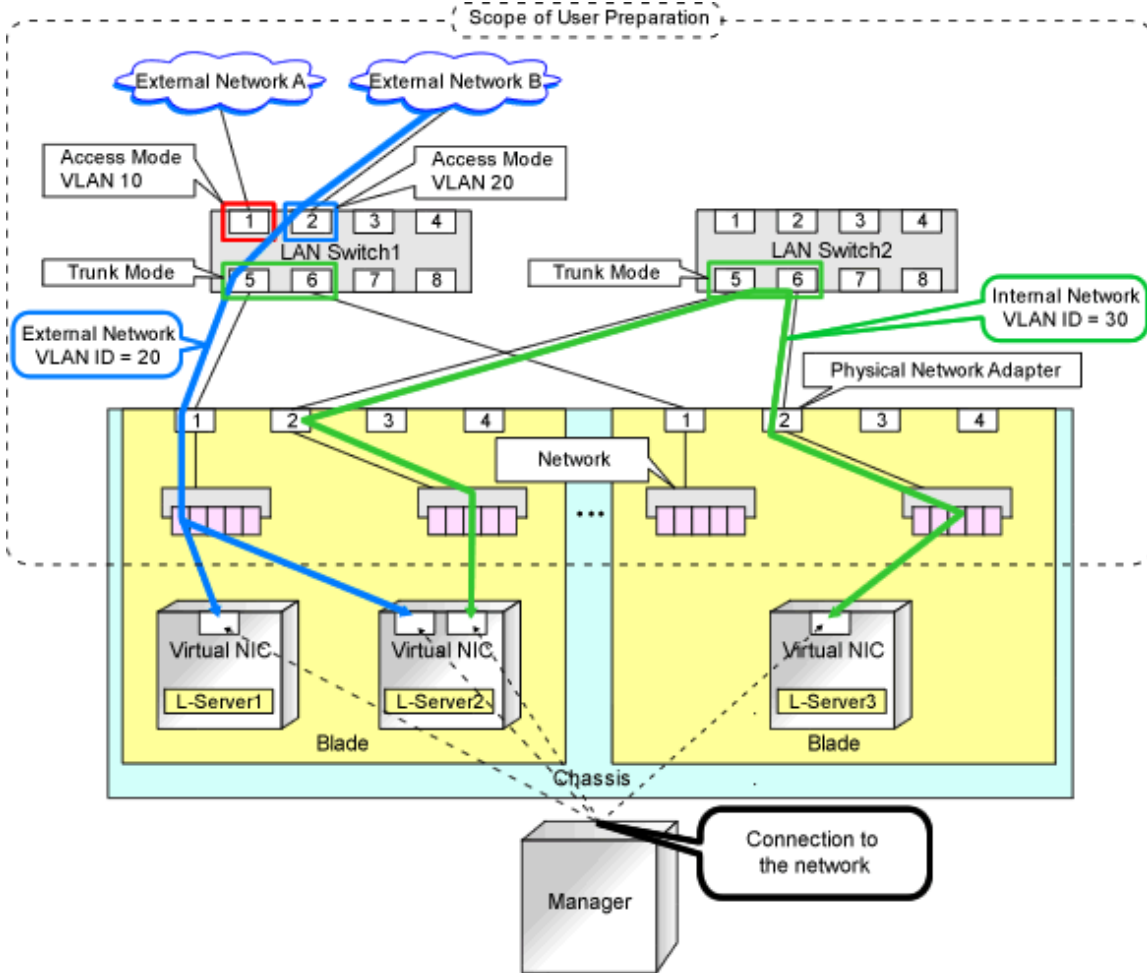 Scope of User Preparation
External Network A
External Network B
Access Mode
VLAN 10
Access Mode
VLAN 20
1 2 3 4
LAN Switch1
5 6 7 8
Trunk Mode
1 2 3 4
LAN Switch2
5 6 7 8
Trunk Mode
External Network
VLAN ID = 20
Internal Network
VLAN ID = 30
Physical Network Adapter
1 2 3 4
1 2 3 4
Network
...
Virtual NIC
L-Server1
Virtual NIC
L-Server2
Virtual NIC
L-Server3
Blade
Blade
Chassis
Connection to
the network
Manager